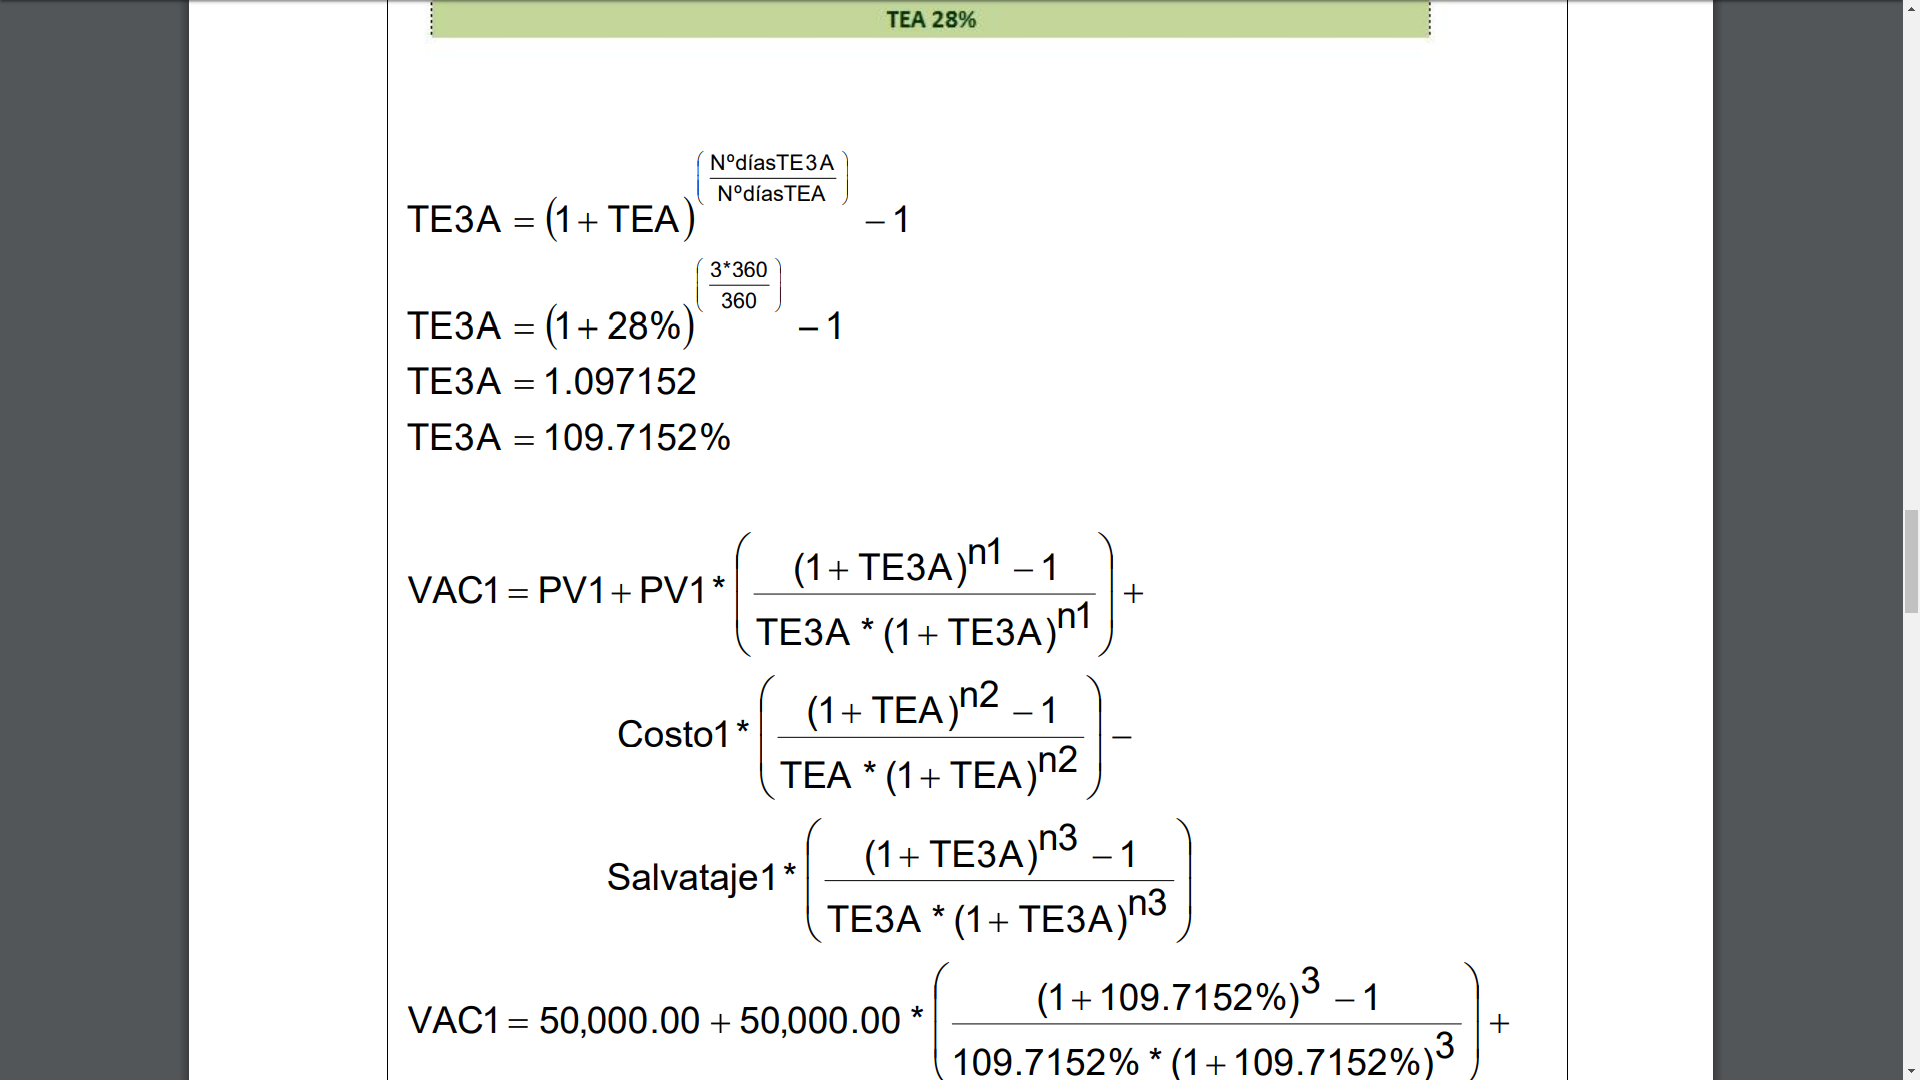 TEA 28%
TE3A = (1 + TEA)^(NºdíasTE3A / NºdíasTEA) − 1
TE3A = (1 + 28%)^(3*360 / 360) − 1
TE3A = 1.097152
TE3A = 109.7152%
VAC1 = PV1 + PV1 * ( ((1 + TE3A)^n1 − 1) / (TE3A * (1 + TE3A)^n1) ) +
Costo1 * ( ((1 + TEA)^n2 − 1) / (TEA * (1 + TEA)^n2) ) −
Salvataje1 * ( ((1 + TE3A)^n3 − 1) / (TE3A * (1 + TE3A)^n3) )
VAC1 = 50,000.00 + 50,000.00 * ( ((1 + 109.7152%)^3 − 1) / (109.7152% * (1 + 109.7152%)^3) ) +